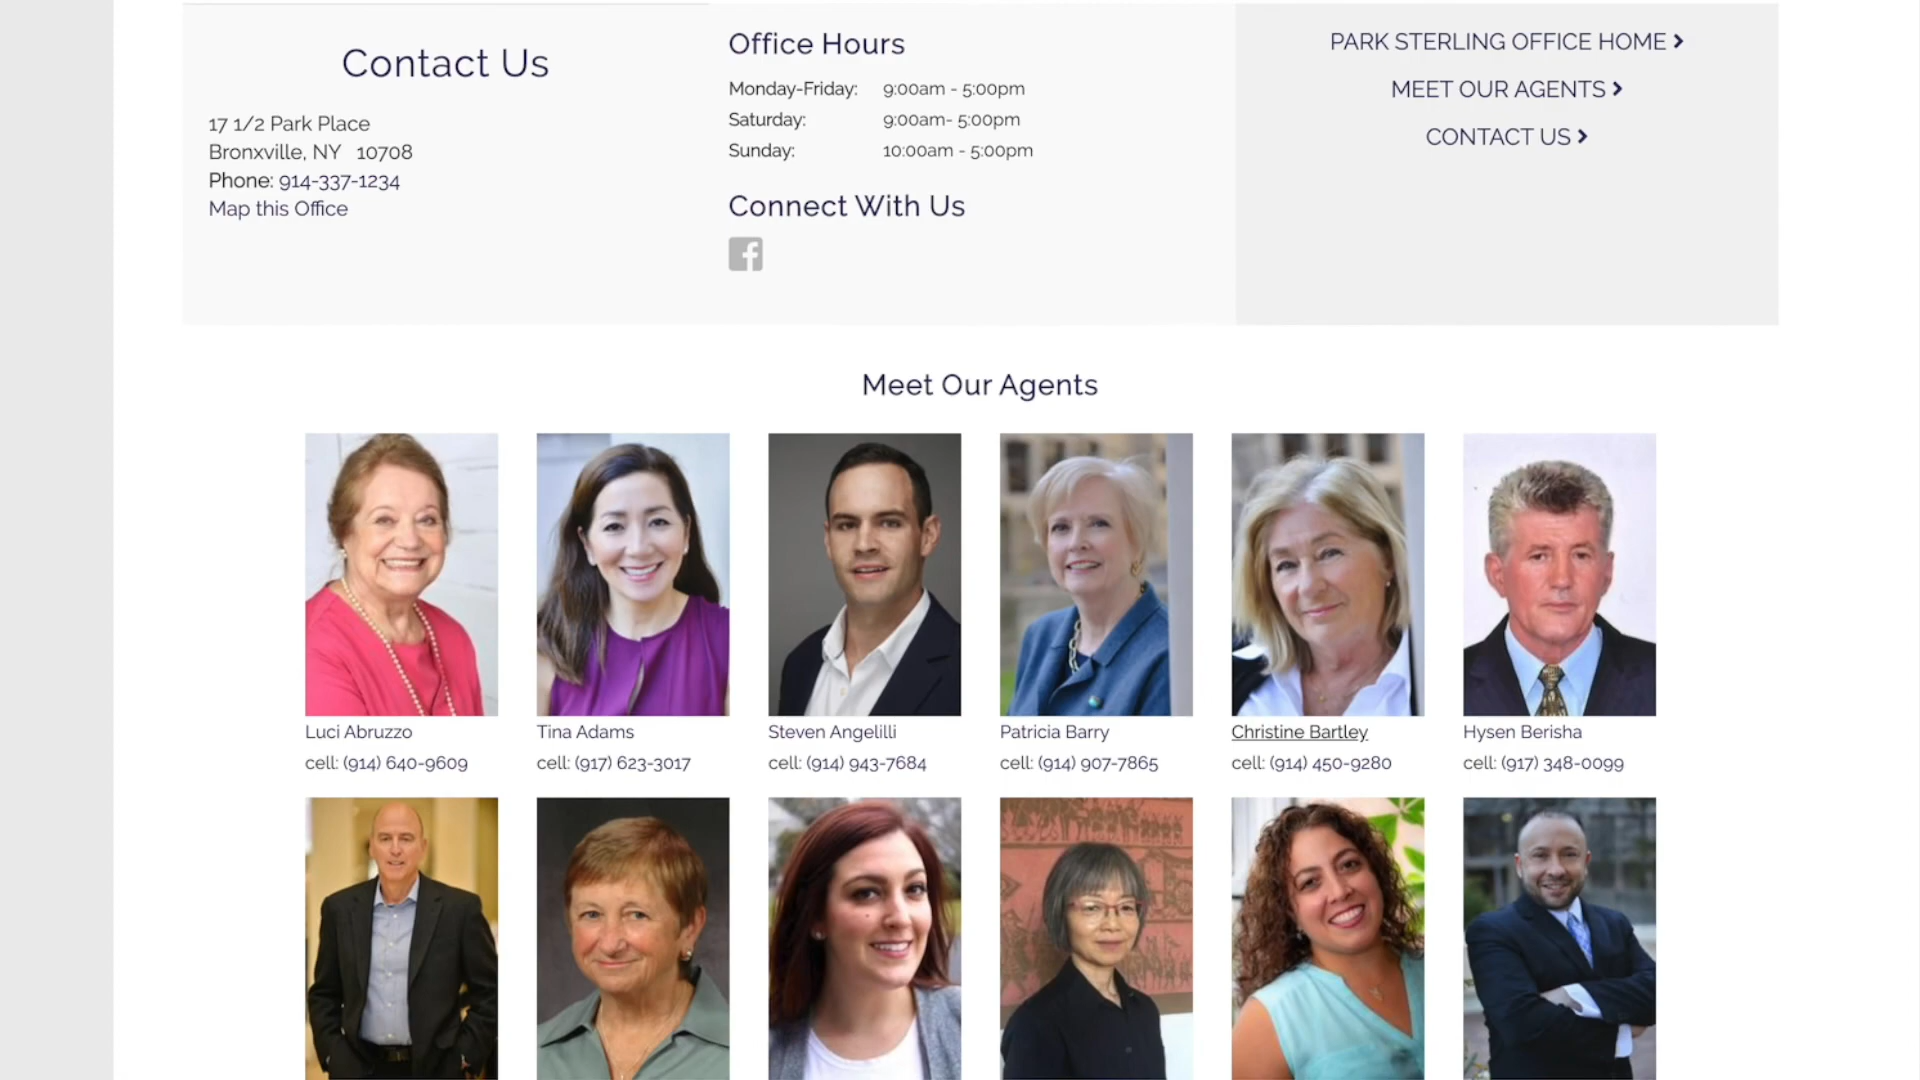 Contact Us
17 1/2 Park Place
Bronxville, NY 10708
Phone: 914-337-1234
Map this Office
Office Hours
Monday-Friday: 9:00am - 5:00pm
Saturday: 9:00am- 5:00pm
Sunday: 10:00am - 5:00pm
Connect With Us
PARK STERLING OFFICE HOME
MEET OUR AGENTS
CONTACT US
Meet Our Agents
Luci Abruzzo
cell: (914) 640-9609
Tina Adams
cell: (917) 623-3017
Steven Angelilli
cell: (914) 943-7684
Patricia Barry
cell: (914) 907-7865
Christine Bartley
cell: (914) 450-9280
Hysen Berisha
cell: (917) 348-0099